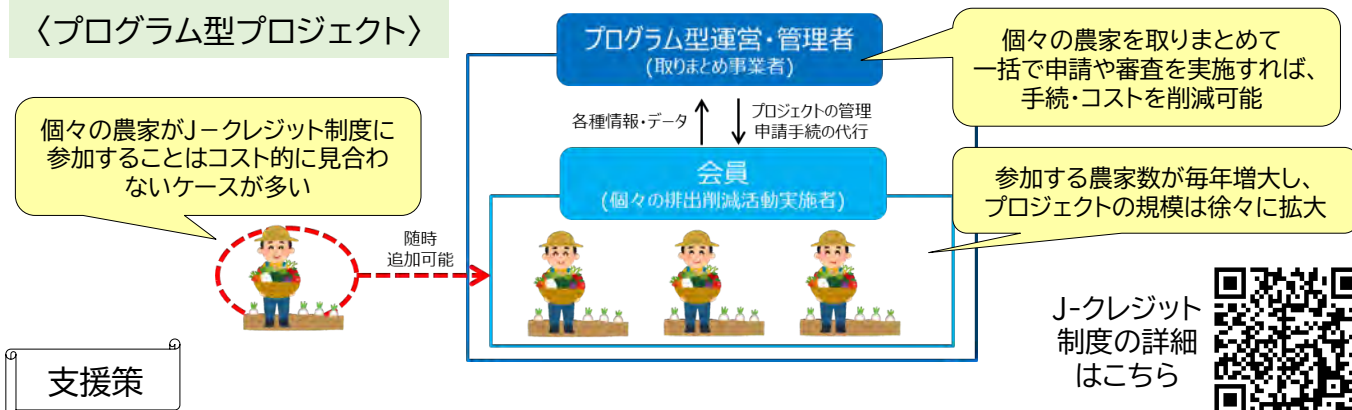 〈プログラム型プロジェクト〉
プログラム型運営・管理者
(取りまとめ事業者)
個々の農家を取りまとめて
一括で申請や審査を実施すれば、
手続・コストを削減可能
個々の農家がJ－クレジット制度に
参加することはコスト的に見合わ
ないケースが多い
各種情報・データ
プロジェクトの管理
申請手続の代行
会員
(個々の排出削減活動実施者)
参加する農家数が毎年増大し、
プロジェクトの規模は徐々に拡大
随時
追加可能
J-クレジット
制度の詳細
はこちら
支援策